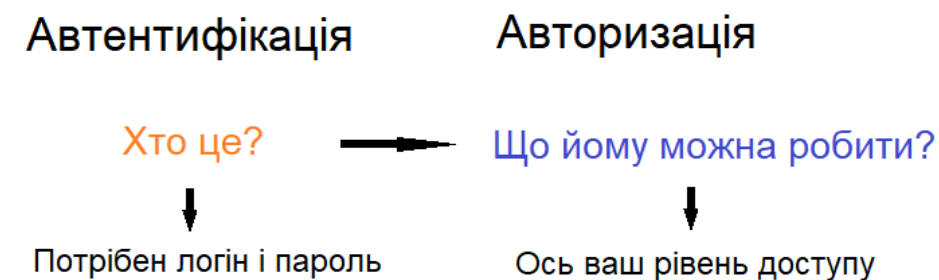 Автентифікація
Авторизація
Хто це?
Що йому можна робити?
Потрібен логін і пароль
Ось ваш рівень доступу